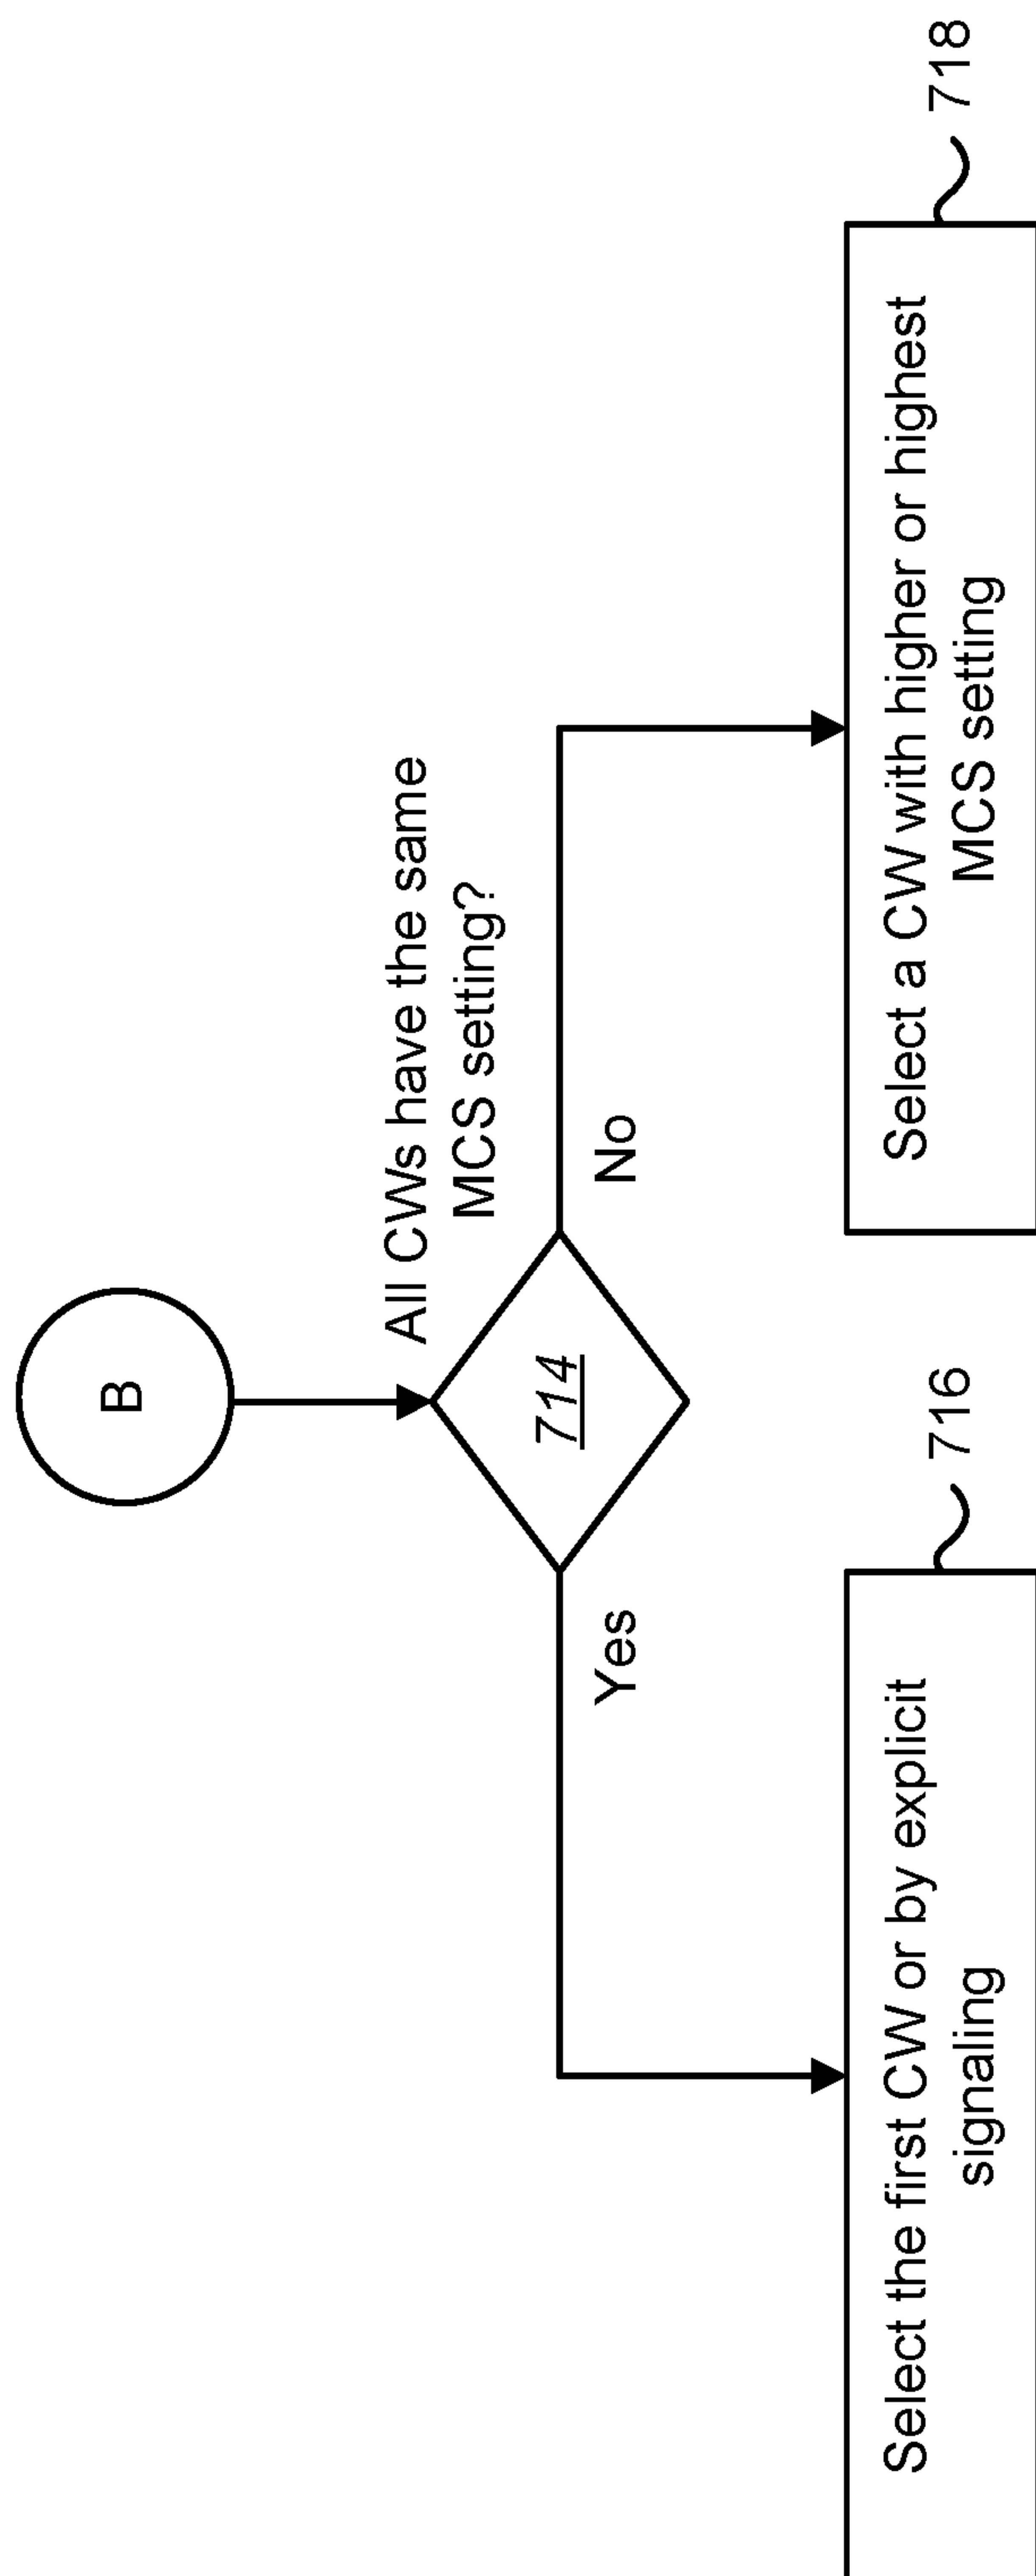 B
All CWs have the same
MCS setting?
714
Yes
No
Select the first CW or by explicit
signaling
716
Select a CW with higher or highest
MCS setting
718